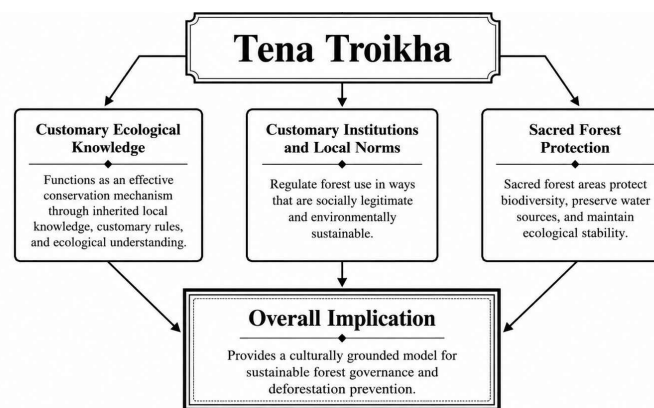 Tena Troikha
Customary Ecological
Knowledge
Functions as an effective
conservation mechanism
through inherited local
knowledge, customary rules,
and ecological understanding.
Customary Institutions
and Local Norms
Regulate forest use in ways
that are socially legitimate
and environmentally
sustainable.
Sacred Forest
Protection
Sacred forest areas protect
biodiversity, preserve water
sources, and maintain
ecological stability.
Overall Implication
Provides a culturally grounded model for
sustainable forest governance and
deforestation prevention.